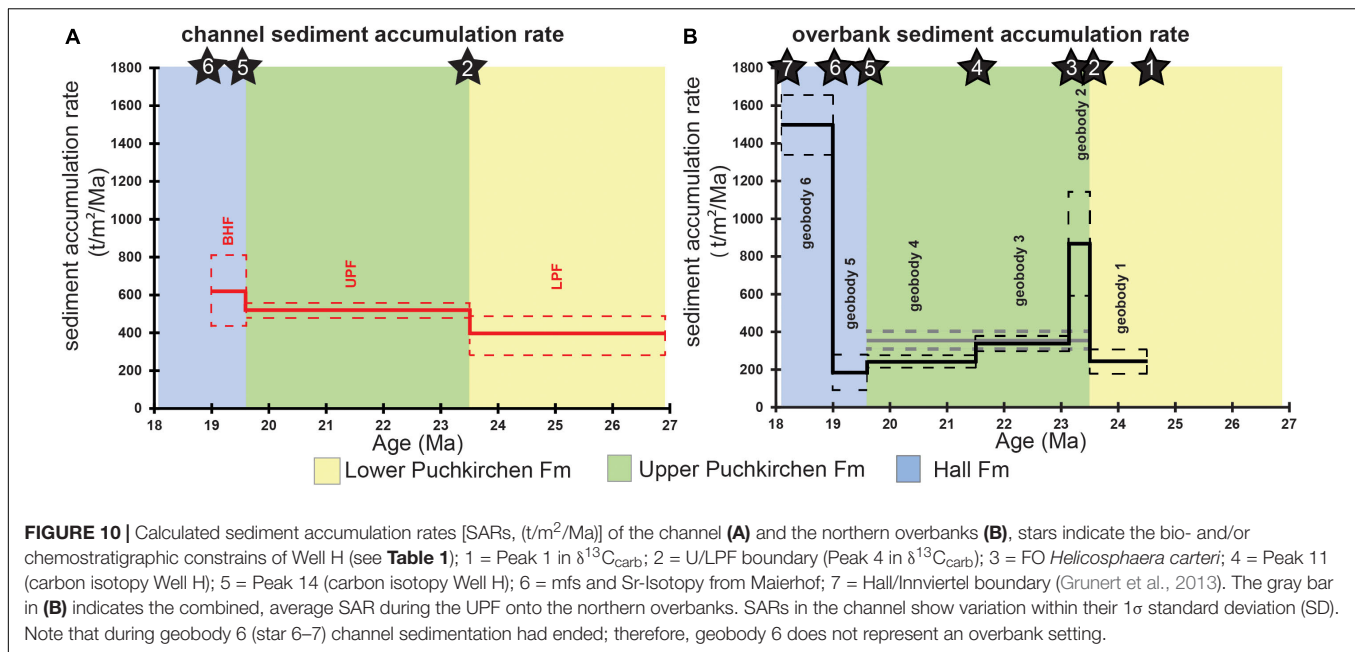 A
channel sediment accumulation rate
6
5
2
sediment accumulation rate
(t/m²/Ma)
1800
1600
1400
1200
1000
800
600
400
200
0
BHF
UPF
LPF
18 19 20 21 22 23 24 25 26 27
Age (Ma)
B
overbank sediment accumulation rate
7
6
5
4
3
2
1
sediment accumulation rate
( t/m²/Ma)
1800
1600
1400
1200
1000
800
600
400
200
0
geobody 6
geobody 5
geobody 4
geobody 3
geobody 2
geobody 1
18 19 20 21 22 23 24 25 26 27
Age (Ma)
Lower Puchkirchen Fm
Upper Puchkirchen Fm
Hall Fm
FIGURE 10 | Calculated sediment accumulation rates [SARs, (t/m²/Ma)] of the channel (A) and the northern overbanks (B), stars indicate the bio- and/or
chemostratigraphic constrains of Well H (see Table 1); 1 = Peak 1 in δ¹³Ccarb; 2 = U/LPF boundary (Peak 4 in δ¹³Ccarb); 3 = FO Helicosphaera carteri; 4 = Peak 11
(carbon isotopy Well H); 5 = Peak 14 (carbon isotopy Well H); 6 = mfs and Sr-Isotopy from Maierhof; 7 = Hall/Innviertel boundary (Grunert et al., 2013). The gray bar
in (B) indicates the combined, average SAR during the UPF onto the northern overbanks. SARs in the channel show variation within their 1σ standard deviation (SD).
Note that during geobody 6 (star 6–7) channel sedimentation had ended; therefore, geobody 6 does not represent an overbank setting.